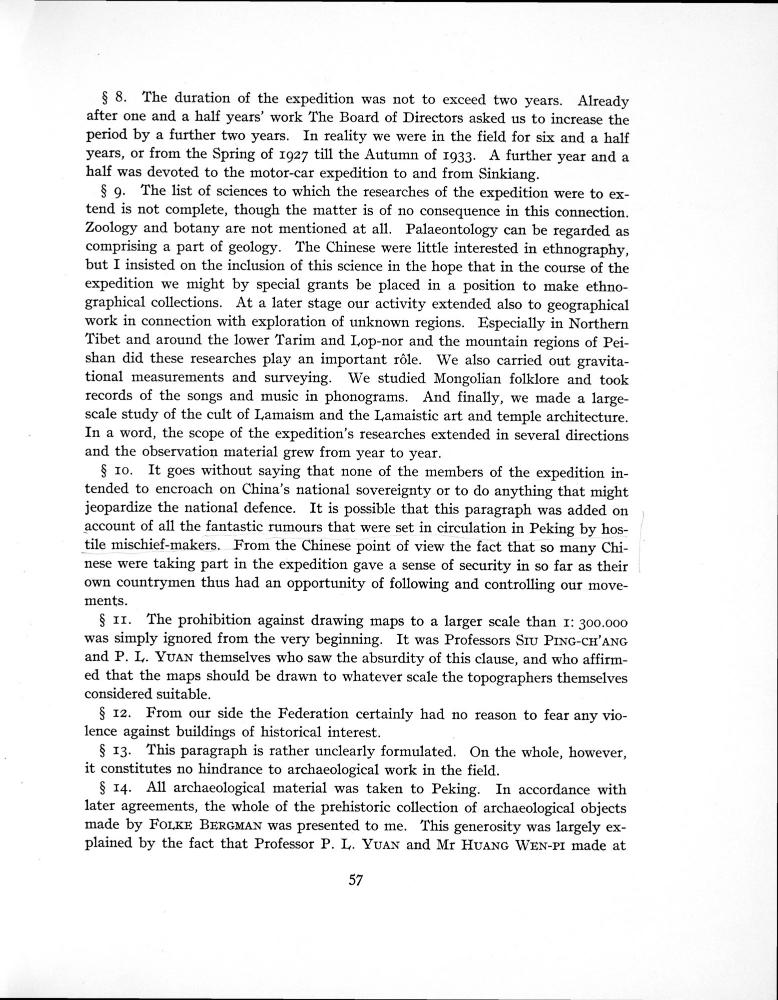 § 8. The duration of the expedition was not to exceed two years. Already
after one and a half years' work The Board of Directors asked us to increase the
period by a further two years. In reality we were in the field for six and a half
years, or from the Spring of 1927 till the Autumn of 1933. A further year and a
half was devoted to the motor-car expedition to and from Sinkiang.
§ 9. The list of sciences to which the researches of the expedition were to ex-
tend is not complete, though the matter is of no consequence in this connection.
Zoology and botany are not mentioned at all. Palaeontology can be regarded as
comprising a part of geology. The Chinese were little interested in ethnography,
but I insisted on the inclusion of this science in the hope that in the course of the
expedition we might by special grants be placed in a position to make ethno-
graphical collections. At a later stage our activity extended also to geographical
work in connection with exploration of unknown regions. Especially in Northern
Tibet and around the lower Tarim and Lop-nor and the mountain regions of Pei-
shan did these researches play an important rôle. We also carried out gravita-
tional measurements and surveying. We studied Mongolian folklore and took
records of the songs and music in phonograms. And finally, we made a large-
scale study of the cult of Lamaism and the Lamaistic art and temple architecture.
In a word, the scope of the expedition's researches extended in several directions
and the observation material grew from year to year.
§ 10. It goes without saying that none of the members of the expedition in-
tended to encroach on China's national sovereignty or to do anything that might
jeopardize the national defence. It is possible that this paragraph was added on
account of all the fantastic rumours that were set in circulation in Peking by hos-
tile mischief-makers. From the Chinese point of view the fact that so many Chi-
nese were taking part in the expedition gave a sense of security in so far as their
own countrymen thus had an opportunity of following and controlling our move-
ments.
§ 11. The prohibition against drawing maps to a larger scale than 1: 300.000
was simply ignored from the very beginning. It was Professors SIU PING-CH'ANG
and P. L. YUAN themselves who saw the absurdity of this clause, and who affirm-
ed that the maps should be drawn to whatever scale the topographers themselves
considered suitable.
§ 12. From our side the Federation certainly had no reason to fear any vio-
lence against buildings of historical interest.
§ 13. This paragraph is rather unclearly formulated. On the whole, however,
it constitutes no hindrance to archaeological work in the field.
§ 14. All archaeological material was taken to Peking. In accordance with
later agreements, the whole of the prehistoric collection of archaeological objects
made by FOLKE BERGMAN was presented to me. This generosity was largely ex-
plained by the fact that Professor P. L. YUAN and Mr HUANG WEN-PI made at
57